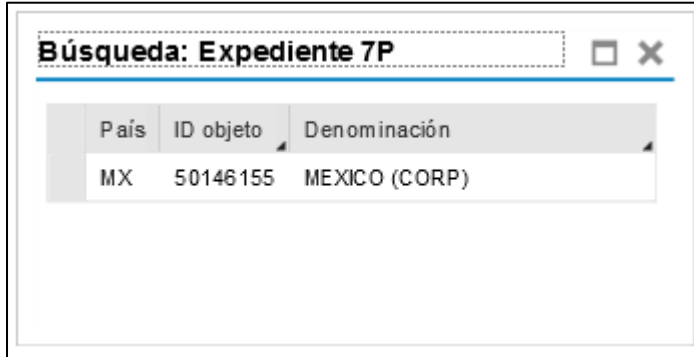 Búsqueda: Expediente 7P
País ID objeto Denominación
MX 50146155 MEXICO (CORP)